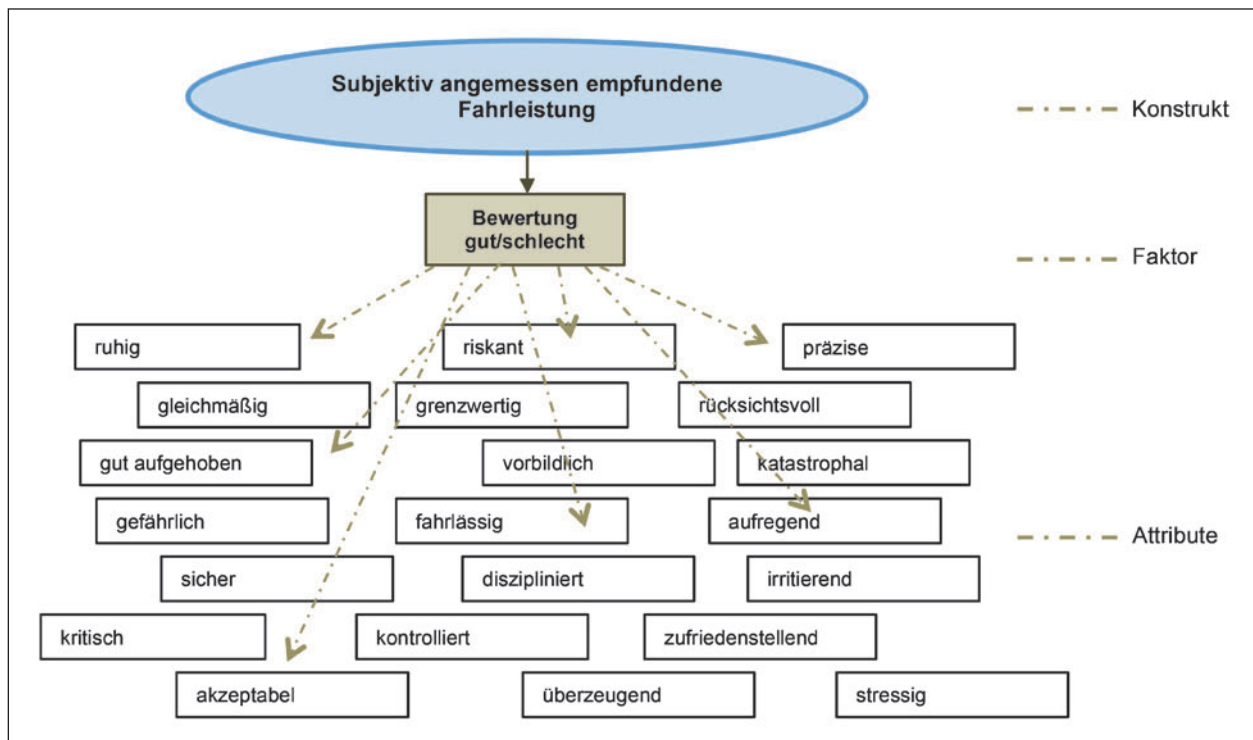 Subjektiv angemessen empfundene
Fahrleistung
Konstrukt
Bewertung
gut/schlecht
Faktor
ruhig
riskant
präzise
gleichmäßig
grenzwertig
rücksichtsvoll
gut aufgehoben
vorbildlich
katastrophal
gefährlich
fahrlässig
aufregend
Attribute
sicher
diszipliniert
irritierend
kritisch
kontrolliert
zufriedenstellend
akzeptabel
überzeugend
stressig